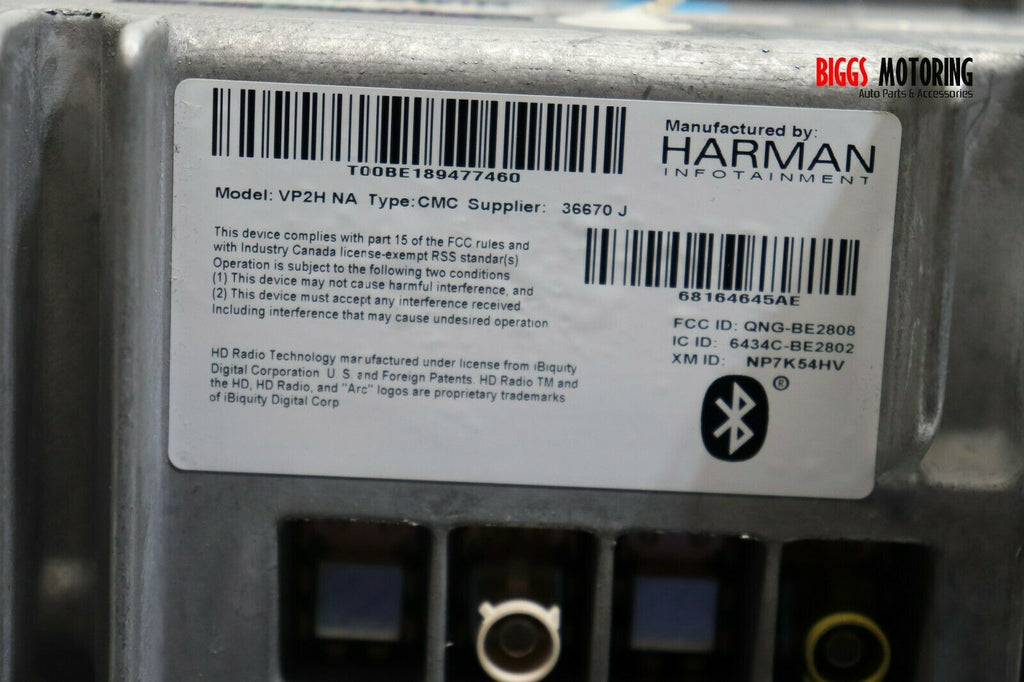 BIGGS MOTORING
Auto Parts & Accessories
T00BE189477460
Manufactured by:
HARMAN
INFOTAINMENT
Model: VP2H NA Type:CMC Supplier: 36670 J
This device complies with part 15 of the FCC rules and
with Industry Canada license-exempt RSS standar(s)
Operation is subject to the following two conditions
(1) This device may not cause harmful interference, and
(2) This device must accept any interference received
Including interference that may cause undesired operation
68164645AE
FCC ID: QNG-BE2808
IC ID: 6434C-BE2802
XM ID: NP7K54HV
®
HD Radio Technology manufactured under license from iBiquity
Digital Corporation U.S. and Foreign Patents. HD Radio TM and
the HD, HD Radio, and "Arc" logos are proprietary trademarks
of iBiquity Digital Corp